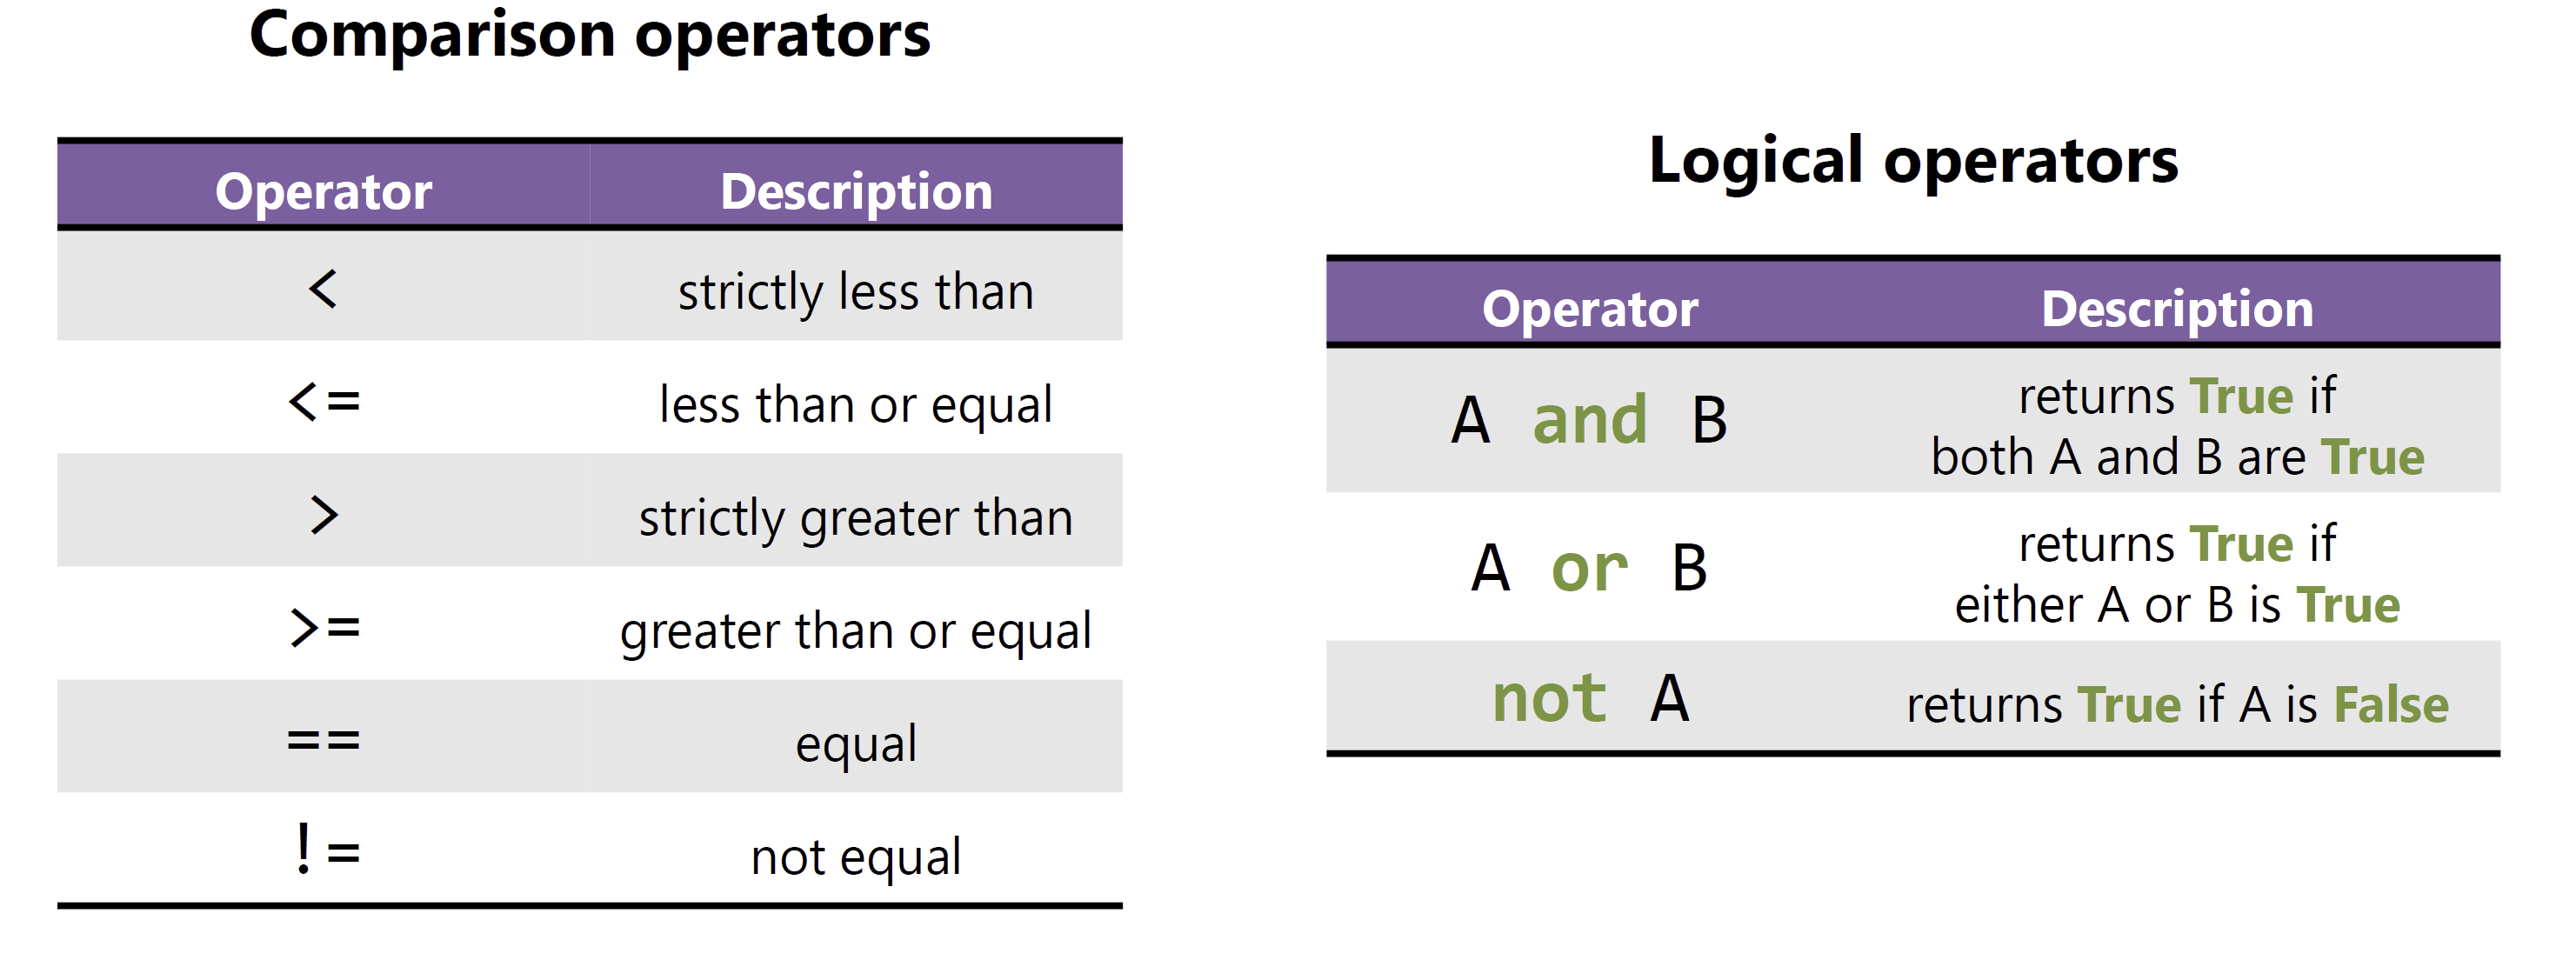 Comparison operators
Operator Description
< strictly less than
<= less than or equal
> strictly greater than
>= greater than or equal
== equal
!= not equal
Logical operators
Operator Description
A and B returns True if
both A and B are True
A or B returns True if
either A or B is True
not A returns True if A is False